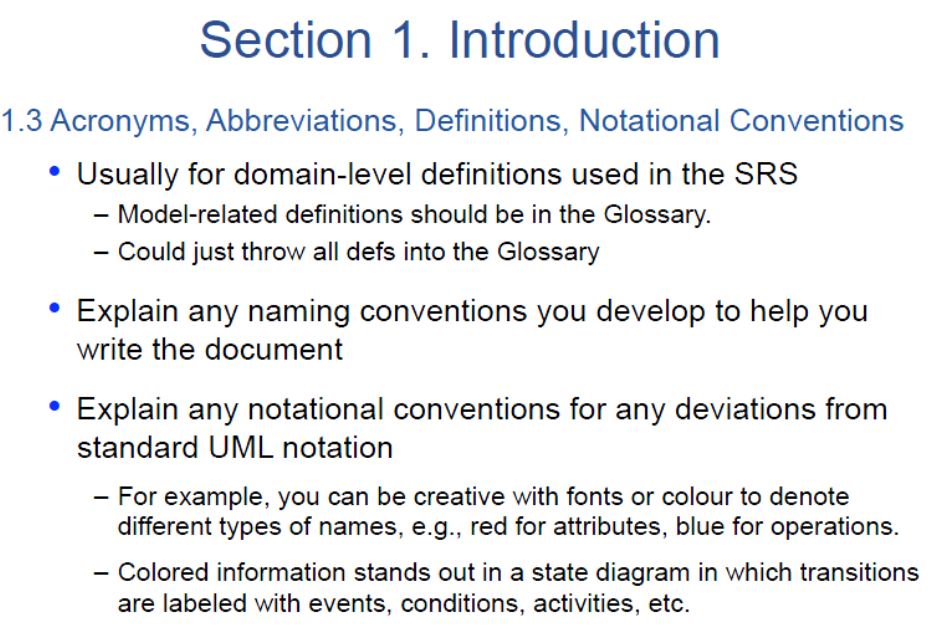 Section 1. Introduction
1.3 Acronyms, Abbreviations, Definitions, Notational Conventions
• Usually for domain-level definitions used in the SRS
– Model-related definitions should be in the Glossary.
– Could just throw all defs into the Glossary
• Explain any naming conventions you develop to help you
write the document
• Explain any notational conventions for any deviations from
standard UML notation
– For example, you can be creative with fonts or colour to denote
different types of names, e.g., red for attributes, blue for operations.
– Colored information stands out in a state diagram in which transitions
are labeled with events, conditions, activities, etc.